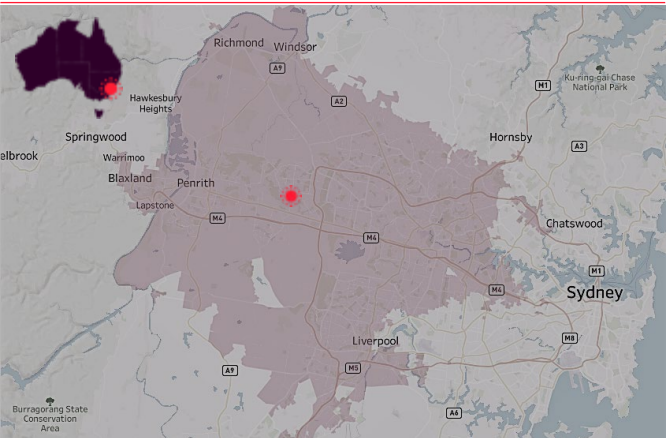 Richmond
Windsor
A9
Ku-ring-gai Chase
National Park
M1
Hawkesbury
Heights
A2
Springwood
Hornsby
A3
elbrook
Warrimoo
Blaxland
Penrith
Lapstone
M4
M4
Chatswood
M1
M4
Sydney
Liverpool
M8
A9
M5
Burragorang State
Conservation
Area
A6